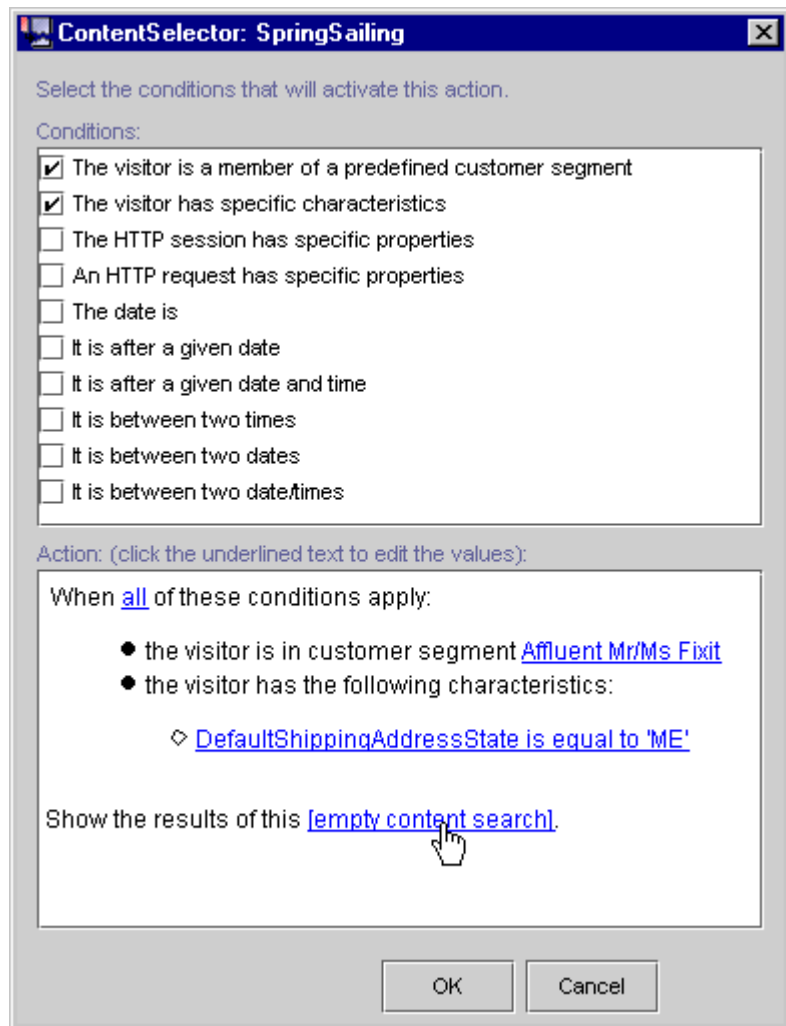 ContentSelector: SpringSailing
Select the conditions that will activate this action.
Conditions:
The visitor is a member of a predefined customer segment
The visitor has specific characteristics
The HTTP session has specific properties
An HTTP request has specific properties
The date is
It is after a given date
It is after a given date and time
It is between two times
It is between two dates
It is between two date/times
Action: (click the underlined text to edit the values):
When all of these conditions apply:
the visitor is in customer segment Affluent Mr/Ms Fixit
the visitor has the following characteristics:
DefaultShippingAddressState is equal to 'ME'
Show the results of this [empty content search].
OK Cancel